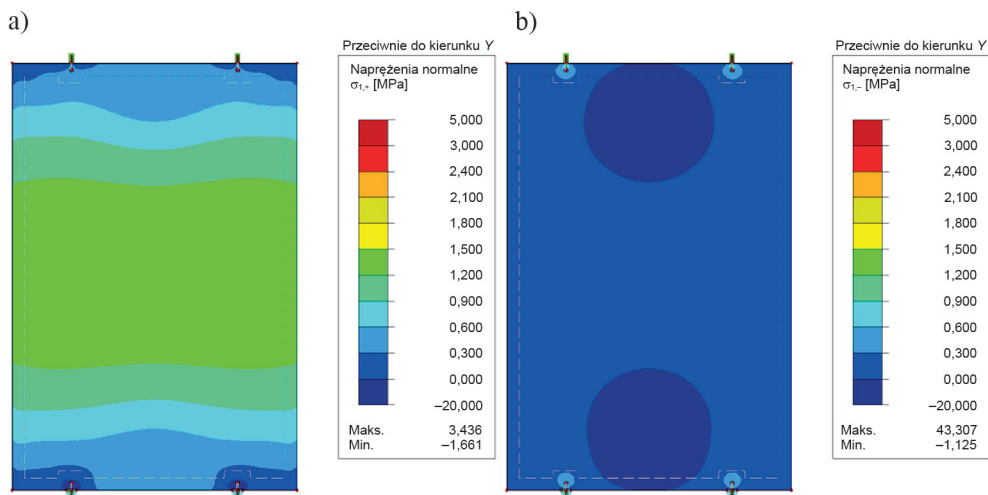 a)
Przeciwnie do kierunku Y
Naprężenia normalne
σ1,+ [MPa]
5,000
3,000
2,400
2,100
1,800
1,500
1,200
0,900
0,600
0,300
0,000
–20,000
Maks. 3,436
Min. –1,661
b)
Przeciwnie do kierunku Y
Naprężenia normalne
σ1,– [MPa]
5,000
3,000
2,400
2,100
1,800
1,500
1,200
0,900
0,600
0,300
0,000
–20,000
Maks. 43,307
Min. –1,125